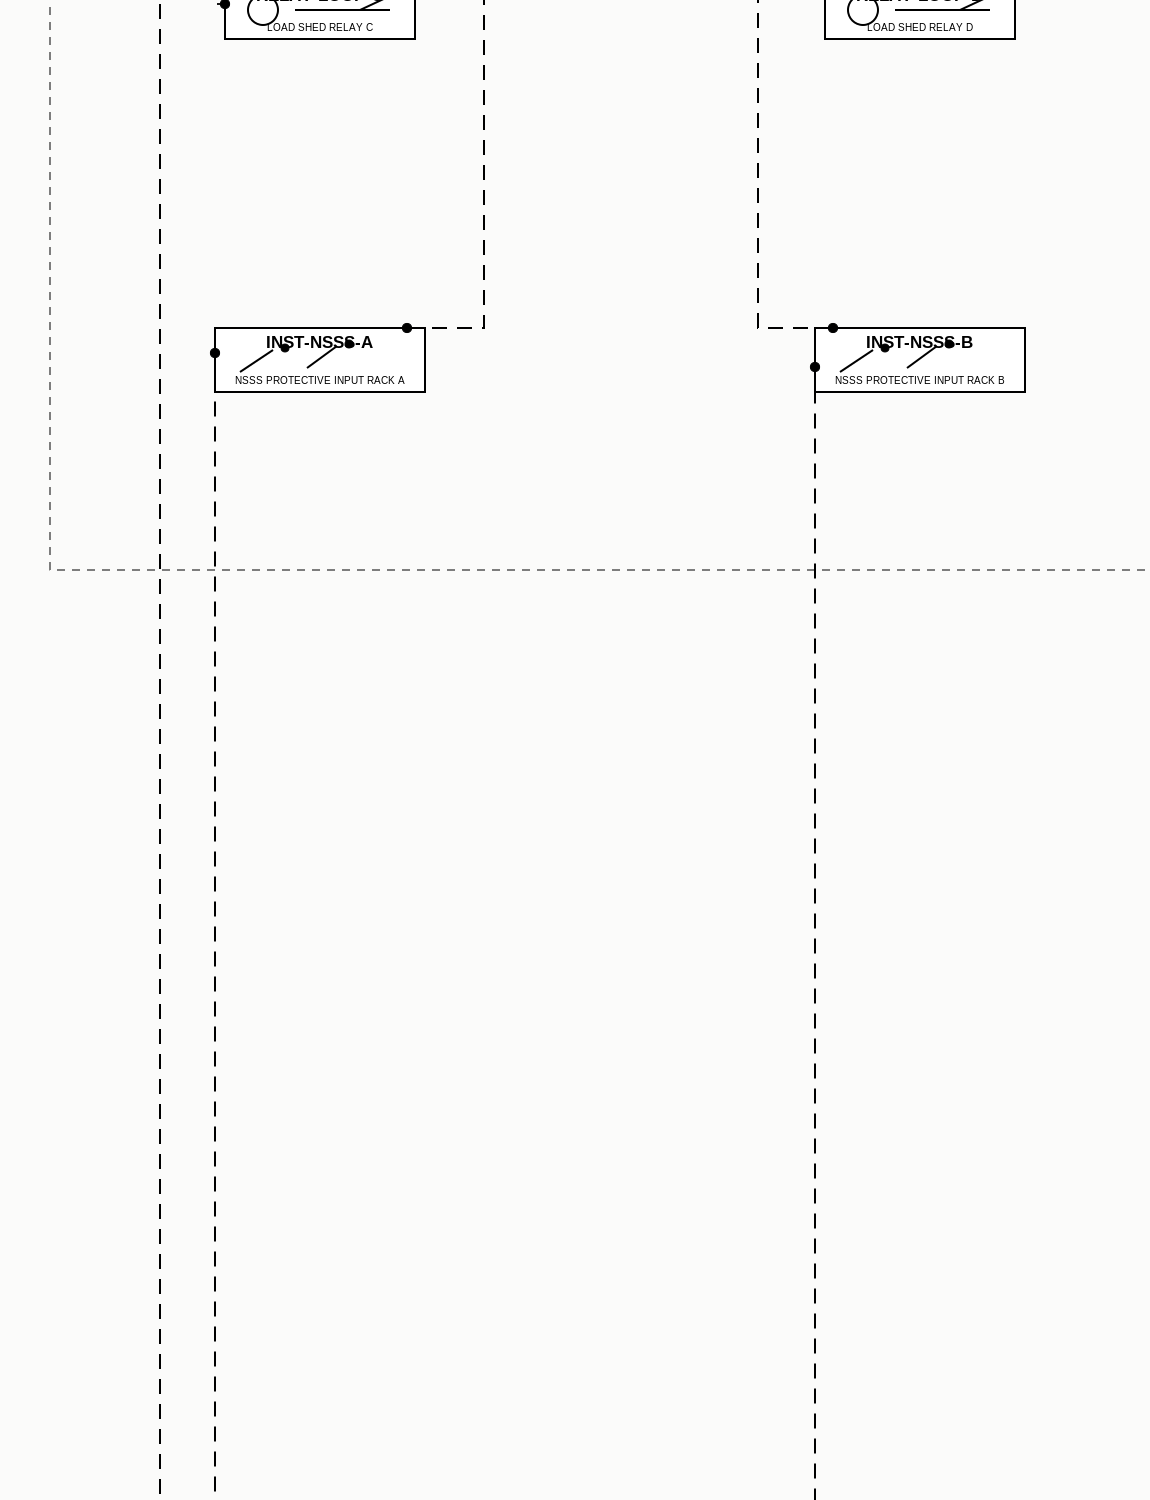 LOAD SHED RELAY C
LOAD SHED RELAY D
INST-NSSS-A
NSSS PROTECTIVE INPUT RACK A
INST-NSSS-B
NSSS PROTECTIVE INPUT RACK B